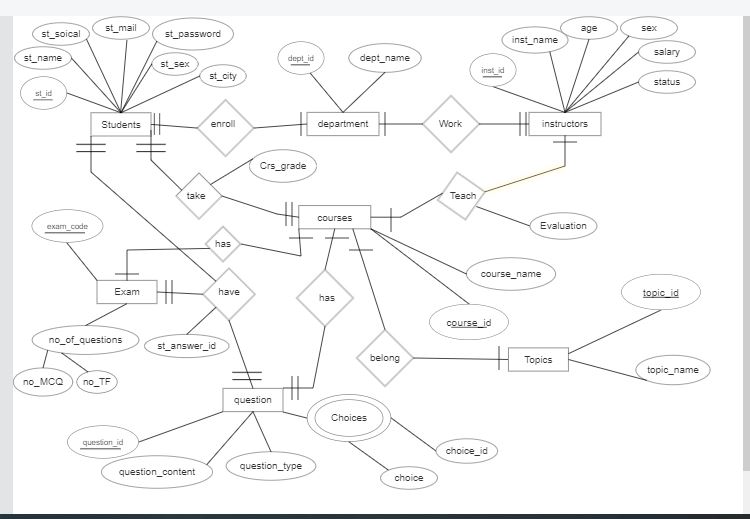 st_soical
st_mail
st_password
st_name
st_sex
st_city
st_id
dept_id
dept_name
inst_name
age
sex
salary
inst_id
status
Students
enroll
department
Work
instructors
Crs_grade
take
courses
Teach
Evaluation
exam_code
has
course_name
Exam
have
has
topic_id
course_id
no_of_questions
st_answer_id
belong
Topics
no_MCQ
no_TF
topic_name
question
Choices
question_id
choice_id
question_content
question_type
choice